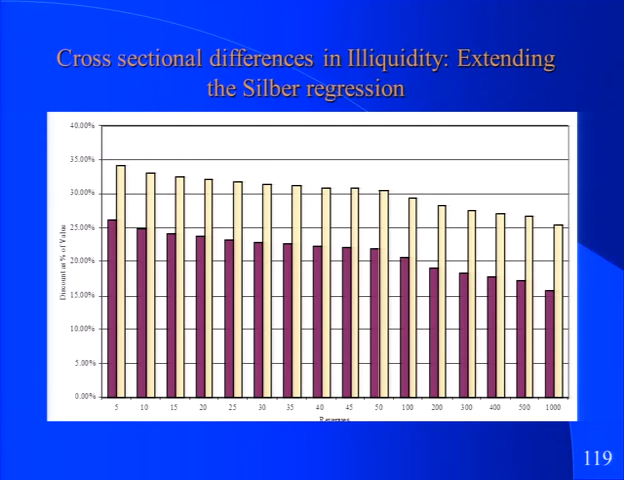 Cross sectional differences in Illiquidity: Extending
the Silber regression
40.00%
35.00%
30.00%
25.00%
20.00%
15.00%
10.00%
5.00%
0.00%
Discount as % of Value
5 10 15 20 25 30 35 40 45 50 100 200 300 400 500 1000
Revenues
119